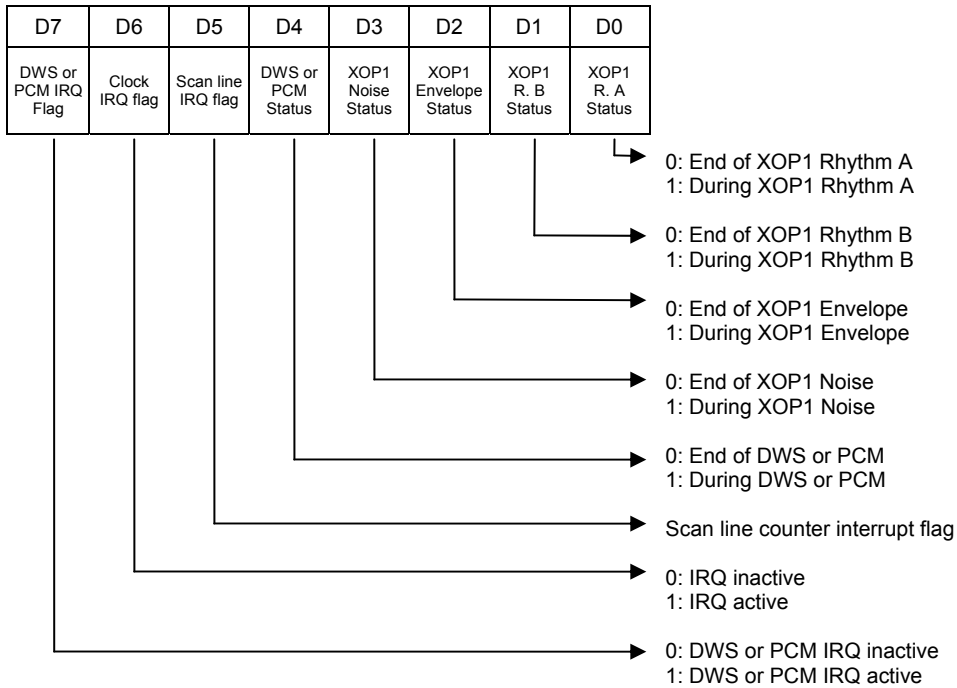 D7 D6 D5 D4 D3 D2 D1 D0
DWS or PCM IRQ Flag
Clock IRQ flag
Scan line IRQ flag
DWS or PCM Status
XOP1 Noise Status
XOP1 Envelope Status
XOP1 R. B Status
XOP1 R. A Status
0: End of XOP1 Rhythm A
1: During XOP1 Rhythm A
0: End of XOP1 Rhythm B
1: During XOP1 Rhythm B
0: End of XOP1 Envelope
1: During XOP1 Envelope
0: End of XOP1 Noise
1: During XOP1 Noise
0: End of DWS or PCM
1: During DWS or PCM
Scan line counter interrupt flag
0: IRQ inactive
1: IRQ active
0: DWS or PCM IRQ inactive
1: DWS or PCM IRQ active